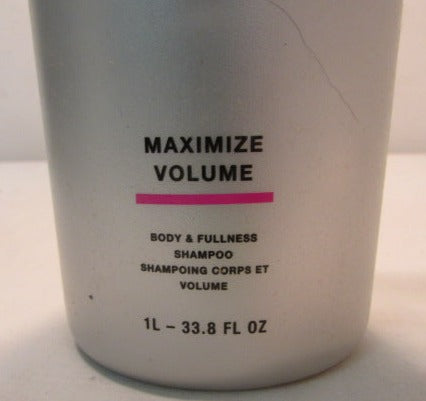 MAXIMIZE
VOLUME
BODY & FULLNESS
SHAMPOO
SHAMPOING CORPS ET
VOLUME
1L – 33.8 FL OZ